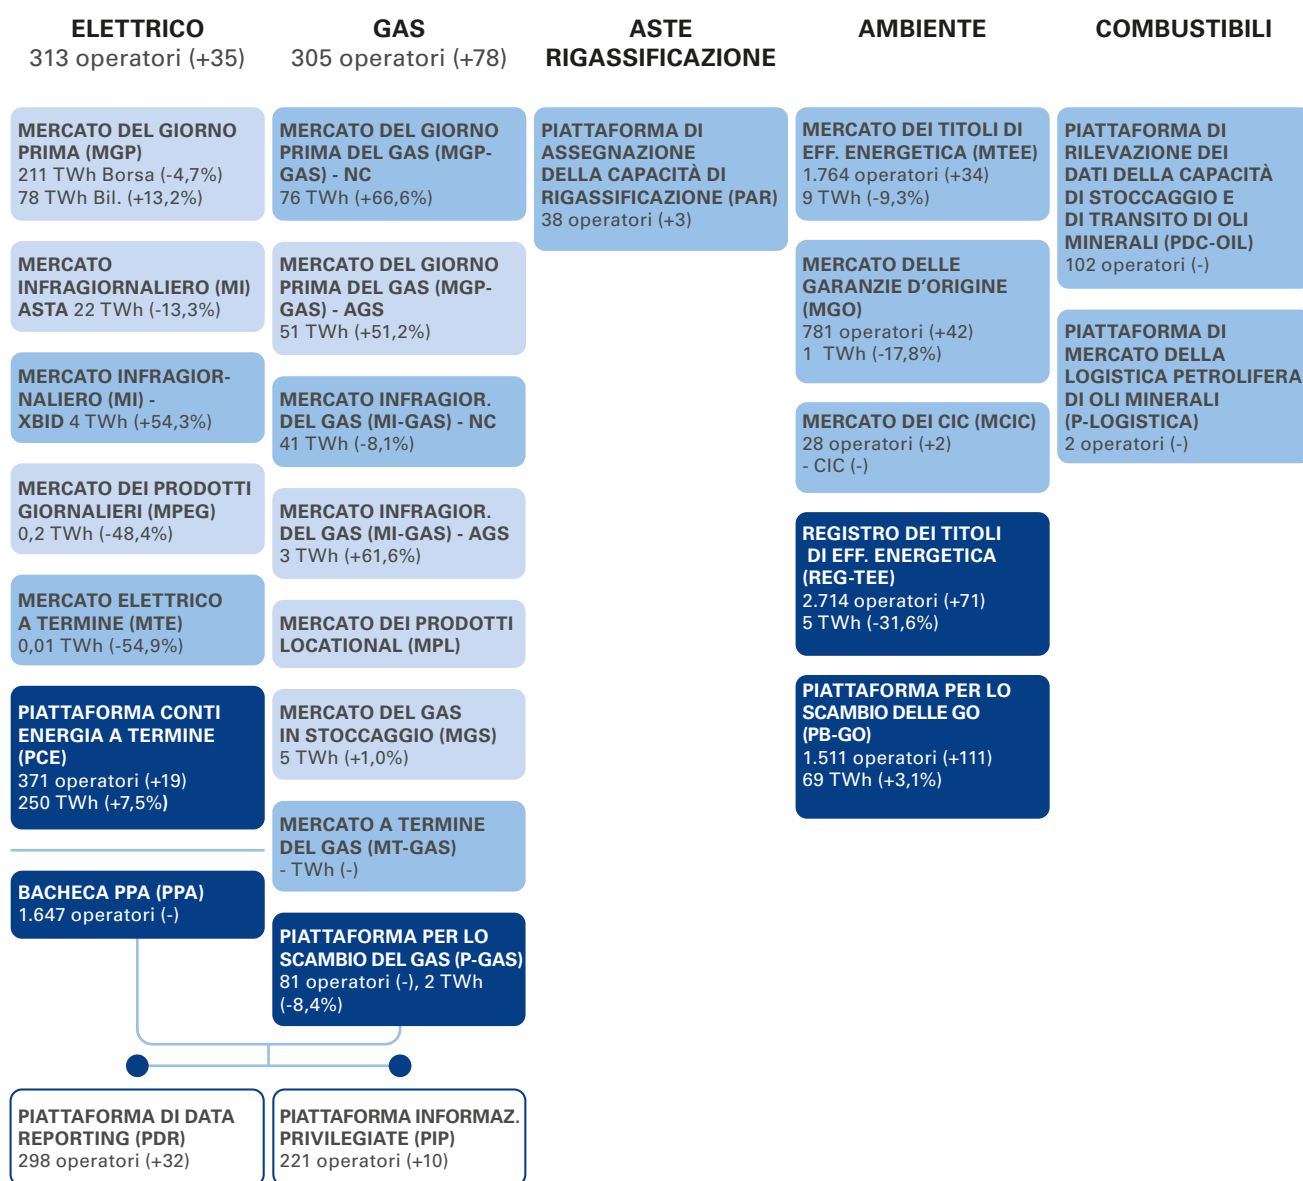 ELETTRICO
313 operatori (+35)
MERCATO DEL GIORNO
PRIMA (MGP)
211 TWh Borsa (-4,7%)
78 TWh Bil. (+13,2%)
MERCATO
INFRAGIORNALIERO (MI)
ASTA 22 TWh (-13,3%)
MERCATO INFRAGIOR-
NALIERO (MI) -
XBID 4 TWh (+54,3%)
MERCATO DEI PRODOTTI
GIORNALIERI (MPEG)
0,2 TWh (-48,4%)
MERCATO ELETTRICO
A TERMINE (MTE)
0,01 TWh (-54,9%)
PIATTAFORMA CONTI
ENERGIA A TERMINE
(PCE)
371 operatori (+19)
250 TWh (+7,5%)
BACHECA PPA (PPA)
1.647 operatori (-)
GAS
305 operatori (+78)
MERCATO DEL GIORNO
PRIMA DEL GAS (MGP-
GAS) - NC
76 TWh (+66,6%)
MERCATO DEL GIORNO
PRIMA DEL GAS (MGP-
GAS) - AGS
51 TWh (+51,2%)
MERCATO INFRAGIOR.
DEL GAS (MI-GAS) - NC
41 TWh (-8,1%)
MERCATO INFRAGIOR.
DEL GAS (MI-GAS) - AGS
3 TWh (+61,6%)
MERCATO DEI PRODOTTI
LOCATIONAL (MPL)
MERCATO DEL GAS
IN STOCCAGGIO (MGS)
5 TWh (+1,0%)
MERCATO A TERMINE
DEL GAS (MT-GAS)
- TWh (-)
PIATTAFORMA PER LO
SCAMBIO DEL GAS (P-GAS)
81 operatori (-), 2 TWh
(-8,4%)
PIATTAFORMA DI DATA
REPORTING (PDR)
298 operatori (+32)
PIATTAFORMA INFORMAZ.
PRIVILEGIATE (PIP)
221 operatori (+10)
ASTE
RIGASSIFICAZIONE
PIATTAFORMA DI
ASSEGNAZIONE
DELLA CAPACITÀ DI
RIGASSIFICAZIONE (PAR)
38 operatori (+3)
AMBIENTE
MERCATO DEI TITOLI DI
EFF. ENERGETICA (MTEE)
1.764 operatori (+34)
9 TWh (-9,3%)
MERCATO DELLE
GARANZIE D'ORIGINE
(MGO)
781 operatori (+42)
1 TWh (-17,8%)
MERCATO DEI CIC (MCIC)
28 operatori (+2)
- CIC (-)
REGISTRO DEI TITOLI
DI EFF. ENERGETICA
(REG-TEE)
2.714 operatori (+71)
5 TWh (-31,6%)
PIATTAFORMA PER LO
SCAMBIO DELLE GO
(PB-GO)
1.511 operatori (+111)
69 TWh (+3,1%)
COMBUSTIBILI
PIATTAFORMA DI
RILEVAZIONE DEI
DATI DELLA CAPACITÀ
DI STOCCAGGIO E
DI TRANSITO DI OLI
MINERALI (PDC-OIL)
102 operatori (-)
PIATTAFORMA DI
MERCATO DELLA
LOGISTICA PETROLIFERA
DI OLI MINERALI
(P-LOGISTICA)
2 operatori (-)